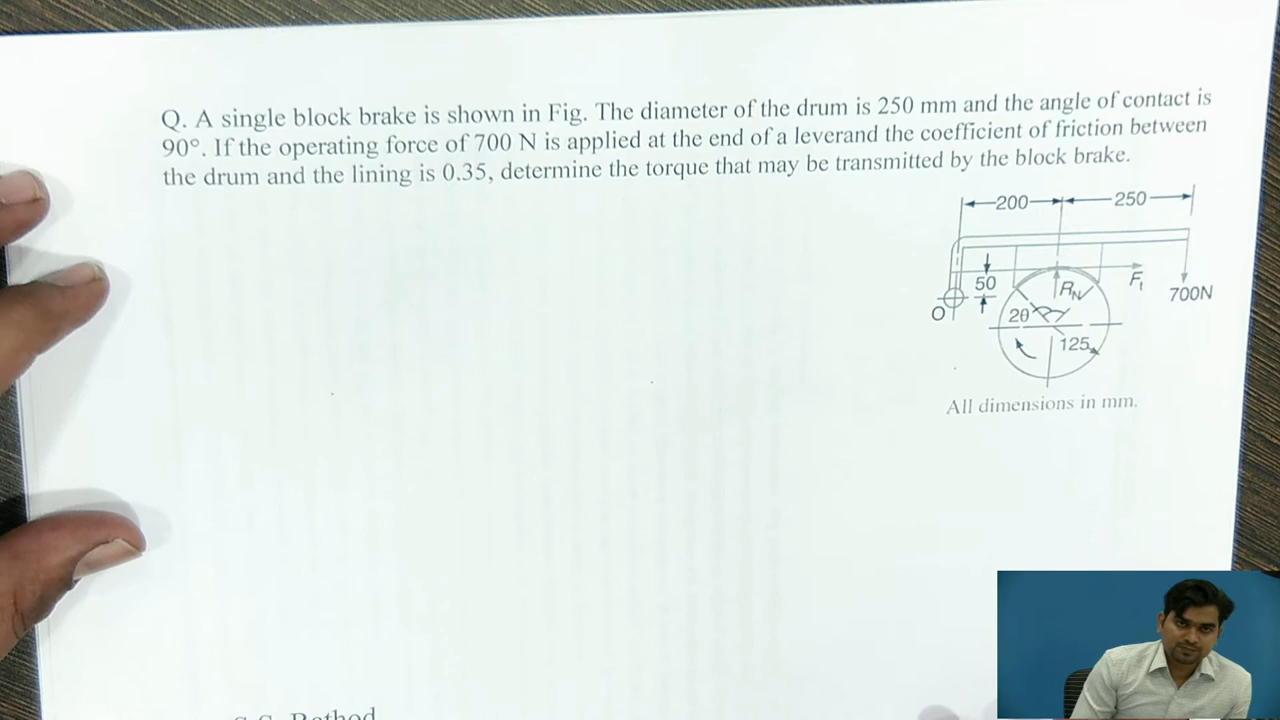 Q. A single block brake is shown in Fig. The diameter of the drum is 250 mm and the angle of contact is
90°. If the operating force of 700 N is applied at the end of a leverand the coefficient of friction between
the drum and the lining is 0.35, determine the torque that may be transmitted by the block brake.
200 250
50 RN Ft 700N
O 2θ
125
All dimensions in mm.